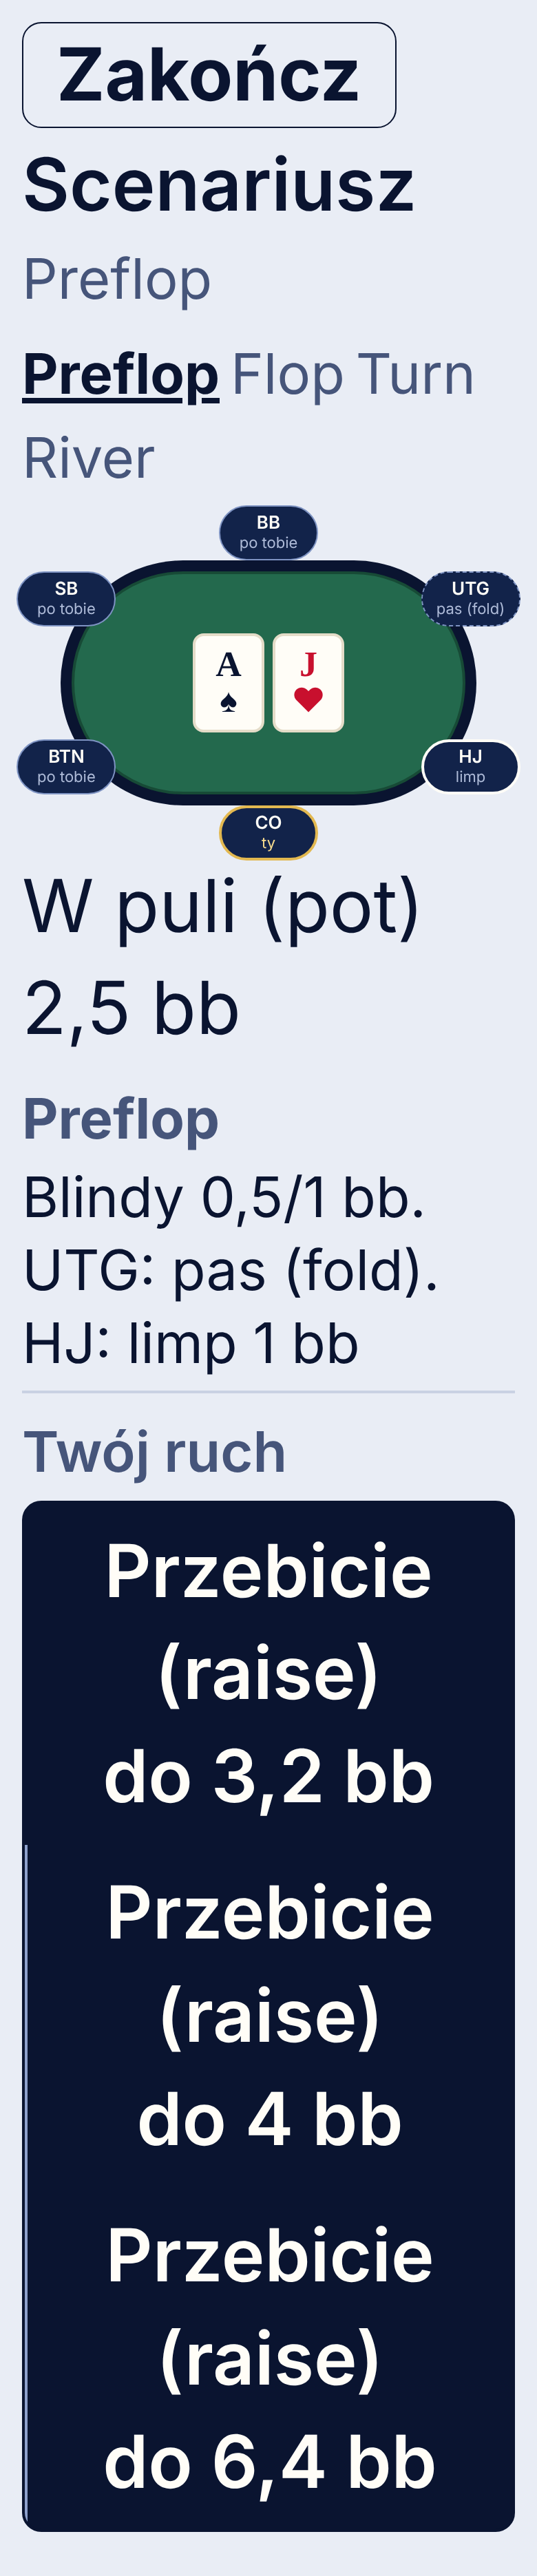 Zakończ
Scenariusz
Preflop
Preflop Flop Turn
River
BB
po tobie
SB
po tobie
UTG
pas (fold)
A
♠
J
♥
BTN
po tobie
HJ
limp
CO
ty
W puli (pot)
2,5 bb
Preflop
Blindy 0,5/1 bb.
UTG: pas (fold).
HJ: limp 1 bb
Twój ruch
Przebicie
(raise)
do 3,2 bb
Przebicie
(raise)
do 4 bb
Przebicie
(raise)
do 6,4 bb